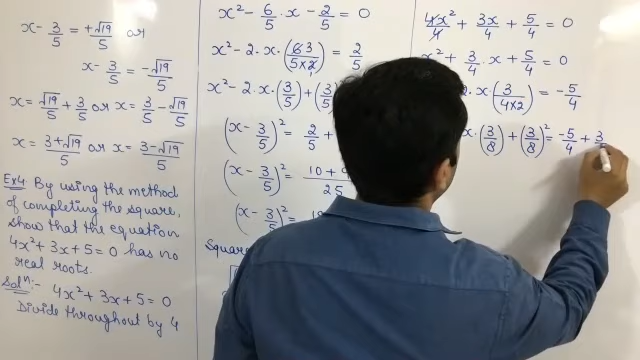 x - 3/5 = +√19/5 or
x - 3/5 = -√19/5
x = √19/5 + 3/5 or x = 3/5 - √19/5
x = 3+√19/5 or x = 3-√19/5
Ex4 By using the method
of completing the square,
show that the equation
4x² + 3x + 5 = 0 has no
real roots.
Solⁿ:- 4x² + 3x + 5 = 0
Divide throughout by 4
x² - 6/5 . x - 2/5 = 0
x² - 2 . x . (6 3/5×2) = 2/5
x² - 2 . x . (3/5) + (3/5)
(x - 3/5)² = 2/5 +
(x - 3/5)² = 10 +
25
(x - 3/5)² =
Square
4x²/4 + 3x/4 + 5/4 = 0
x² + 3/4 . x + 5/4 = 0
. x . (3/4×2) = -5/4
x . (3/8) + (3/8)² = -5/4 + 3